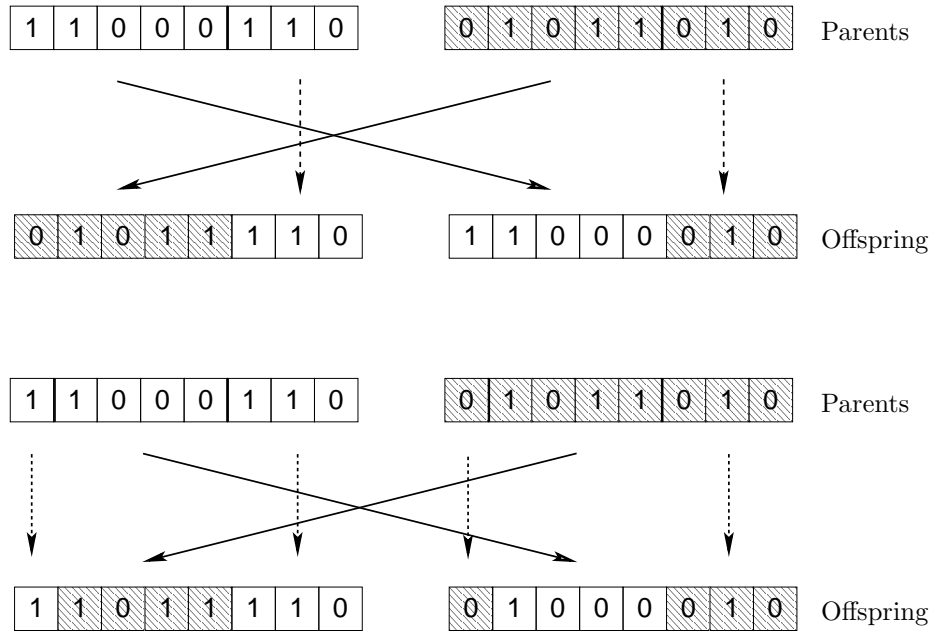 1 1 0 0 0 1 1 0 0 1 0 1 1 0 1 0 Parents
0 1 0 1 1 1 1 0 1 1 0 0 0 0 1 0 Offspring
1 1 0 0 0 1 1 0 0 1 0 1 1 0 1 0 Parents
1 1 0 1 1 1 1 0 0 1 0 0 0 0 1 0 Offspring